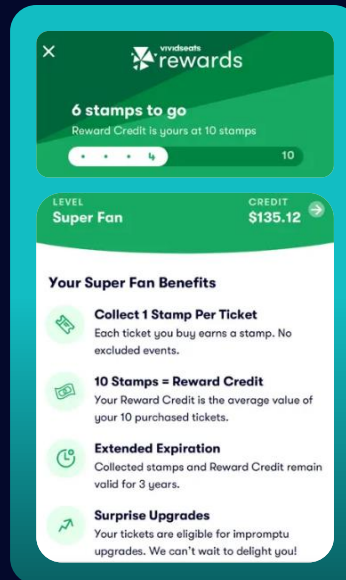 vividseats
rewards
6 stamps to go
Reward Credit is yours at 10 stamps
4 10
LEVEL CREDIT
Super Fan $135.12
Your Super Fan Benefits
Collect 1 Stamp Per Ticket
Each ticket you buy earns a stamp. No
excluded events.
10 Stamps = Reward Credit
Your Reward Credit is the average value of
your 10 purchased tickets.
Extended Expiration
Collected stamps and Reward Credit remain
valid for 3 years.
Surprise Upgrades
Your tickets are eligible for impromptu
upgrades. We can't wait to delight you!